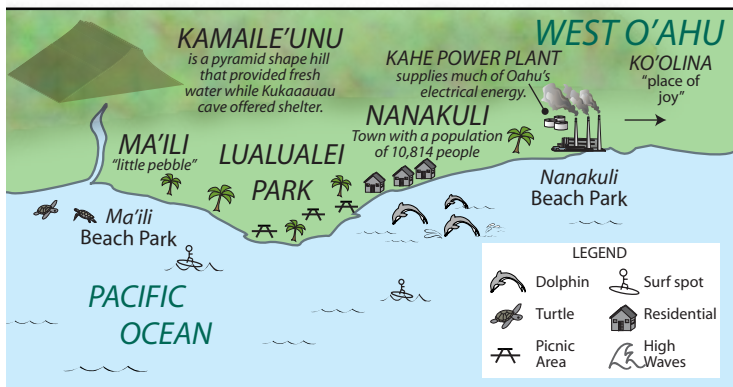 WEST O’AHU
KAMAILE’UNU
is a pyramid shape hill
that provided fresh
water while Kukaaauau
cave offered shelter.
KAHE POWER PLANT
supplies much of Oahu’s
electrical energy.
KO’OLINA
“place of
joy”
MA’ILI
“little pebble”
LUALUALEI
PARK
NANAKULI
Town with a population
of 10,814 people
Nanakuli
Beach Park
Ma’ili
Beach Park
PACIFIC
OCEAN
LEGEND
Dolphin
Surf spot
Turtle
Residential
Picnic
Area
High
Waves